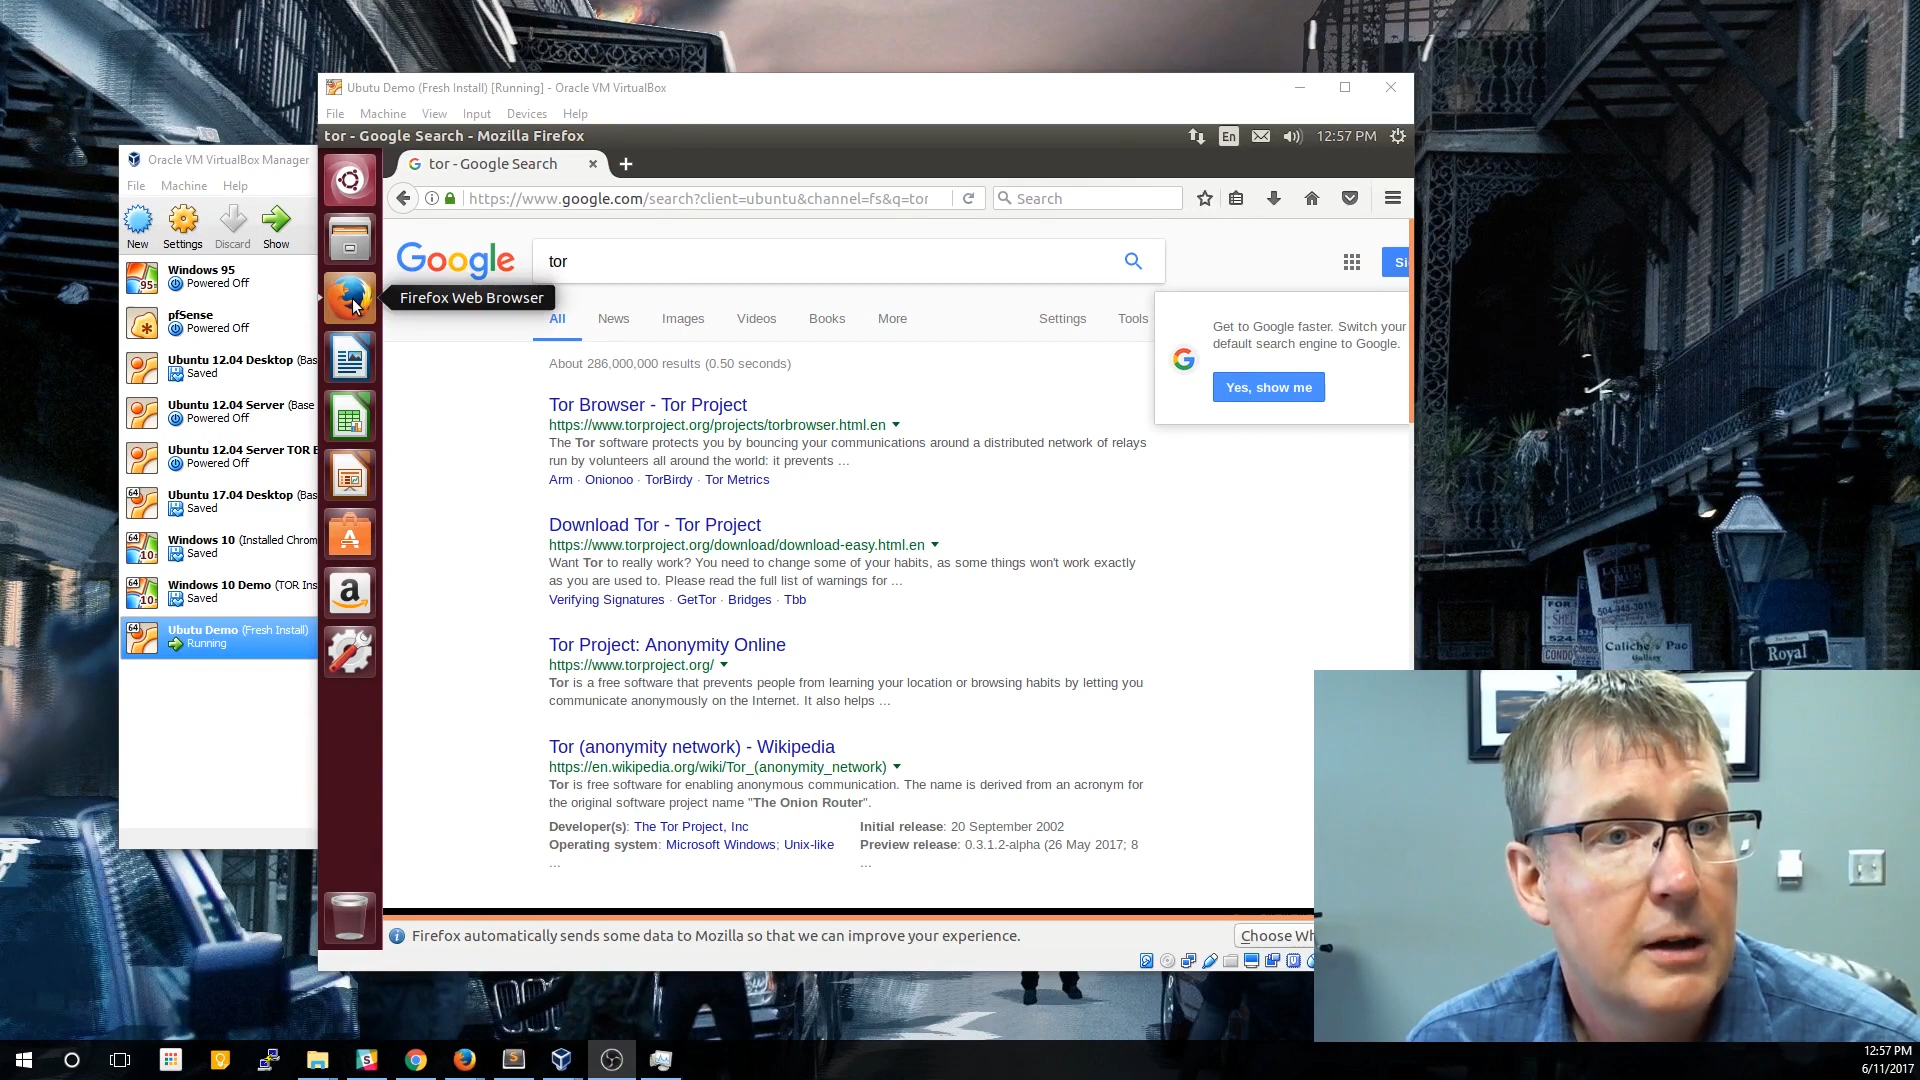 Ubutu Demo (Fresh Install) [Running] - Oracle VM VirtualBox
File Machine View Input Devices Help
tor - Google Search - Mozilla Firefox
En
12:57 PM
Oracle VM VirtualBox Manager
File Machine Help
New Settings Discard Show
Windows 95
Powered Off
pfSense
Powered Off
Ubuntu 12.04 Desktop (Bas
Saved
Ubuntu 12.04 Server (Base
Powered Off
Ubuntu 12.04 Server TOR E
Powered Off
Ubuntu 17.04 Desktop (Bas
Saved
Windows 10 (Installed Chrom
Saved
Windows 10 Demo (TOR Ins
Saved
Ubutu Demo (Fresh Install)
Running
tor - Google Search
https://www.google.com/search?client=ubuntu&channel=fs&q=tor
Search
Google
tor
Si
Firefox Web Browser
All News Images Videos Books More Settings Tools
Get to Google faster. Switch your
default search engine to Google.
Yes, show me
About 286,000,000 results (0.50 seconds)
Tor Browser - Tor Project
https://www.torproject.org/projects/torbrowser.html.en
The Tor software protects you by bouncing your communications around a distributed network of relays
run by volunteers all around the world: it prevents ...
Arm · Onionoo · TorBirdy · Tor Metrics
Download Tor - Tor Project
https://www.torproject.org/download/download-easy.html.en
Want Tor to really work? You need to change some of your habits, as some things won't work exactly
as you are used to. Please read the full list of warnings for ...
Verifying Signatures · GetTor · Bridges · Tbb
Tor Project: Anonymity Online
https://www.torproject.org/
Tor is a free software that prevents people from learning your location or browsing habits by letting you
communicate anonymously on the Internet. It also helps ...
Tor (anonymity network) - Wikipedia
https://en.wikipedia.org/wiki/Tor_(anonymity_network)
Tor is free software for enabling anonymous communication. The name is derived from an acronym for
the original software project name "The Onion Router".
Developer(s): The Tor Project, Inc
Initial release: 20 September 2002
Operating system: Microsoft Windows; Unix-like
Preview release: 0.3.1.2-alpha (26 May 2017; 8
...
...
Firefox automatically sends some data to Mozilla so that we can improve your experience.
Choose Wh
FOR
504-948-3011
Royal
12:57 PM
6/11/2017